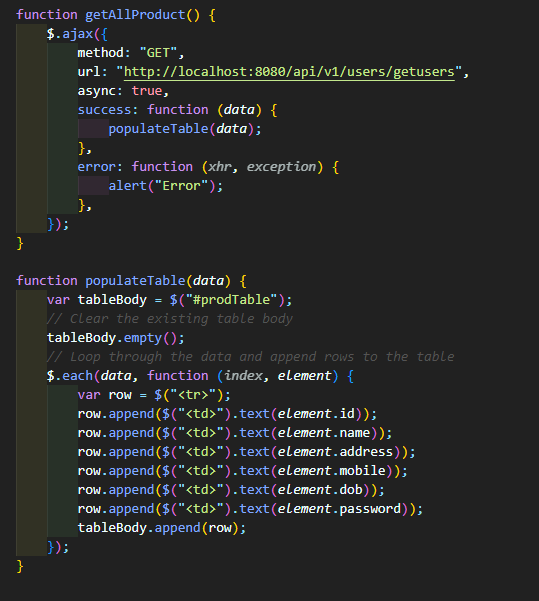 function getAllProduct() {
    $.ajax({
        method: "GET",
        url: "http://localhost:8080/api/v1/users/getusers",
        async: true,
        success: function (data) {
            populateTable(data);
        },
        error: function (xhr, exception) {
            alert("Error");
        },
    });
}

function populateTable(data) {
    var tableBody = $("#prodTable");
    // Clear the existing table body
    tableBody.empty();
    // Loop through the data and append rows to the table
    $.each(data, function (index, element) {
        var row = $("<tr>");
        row.append($("<td>").text(element.id));
        row.append($("<td>").text(element.name));
        row.append($("<td>").text(element.address));
        row.append($("<td>").text(element.mobile));
        row.append($("<td>").text(element.dob));
        row.append($("<td>").text(element.password));
        tableBody.append(row);
    });
}